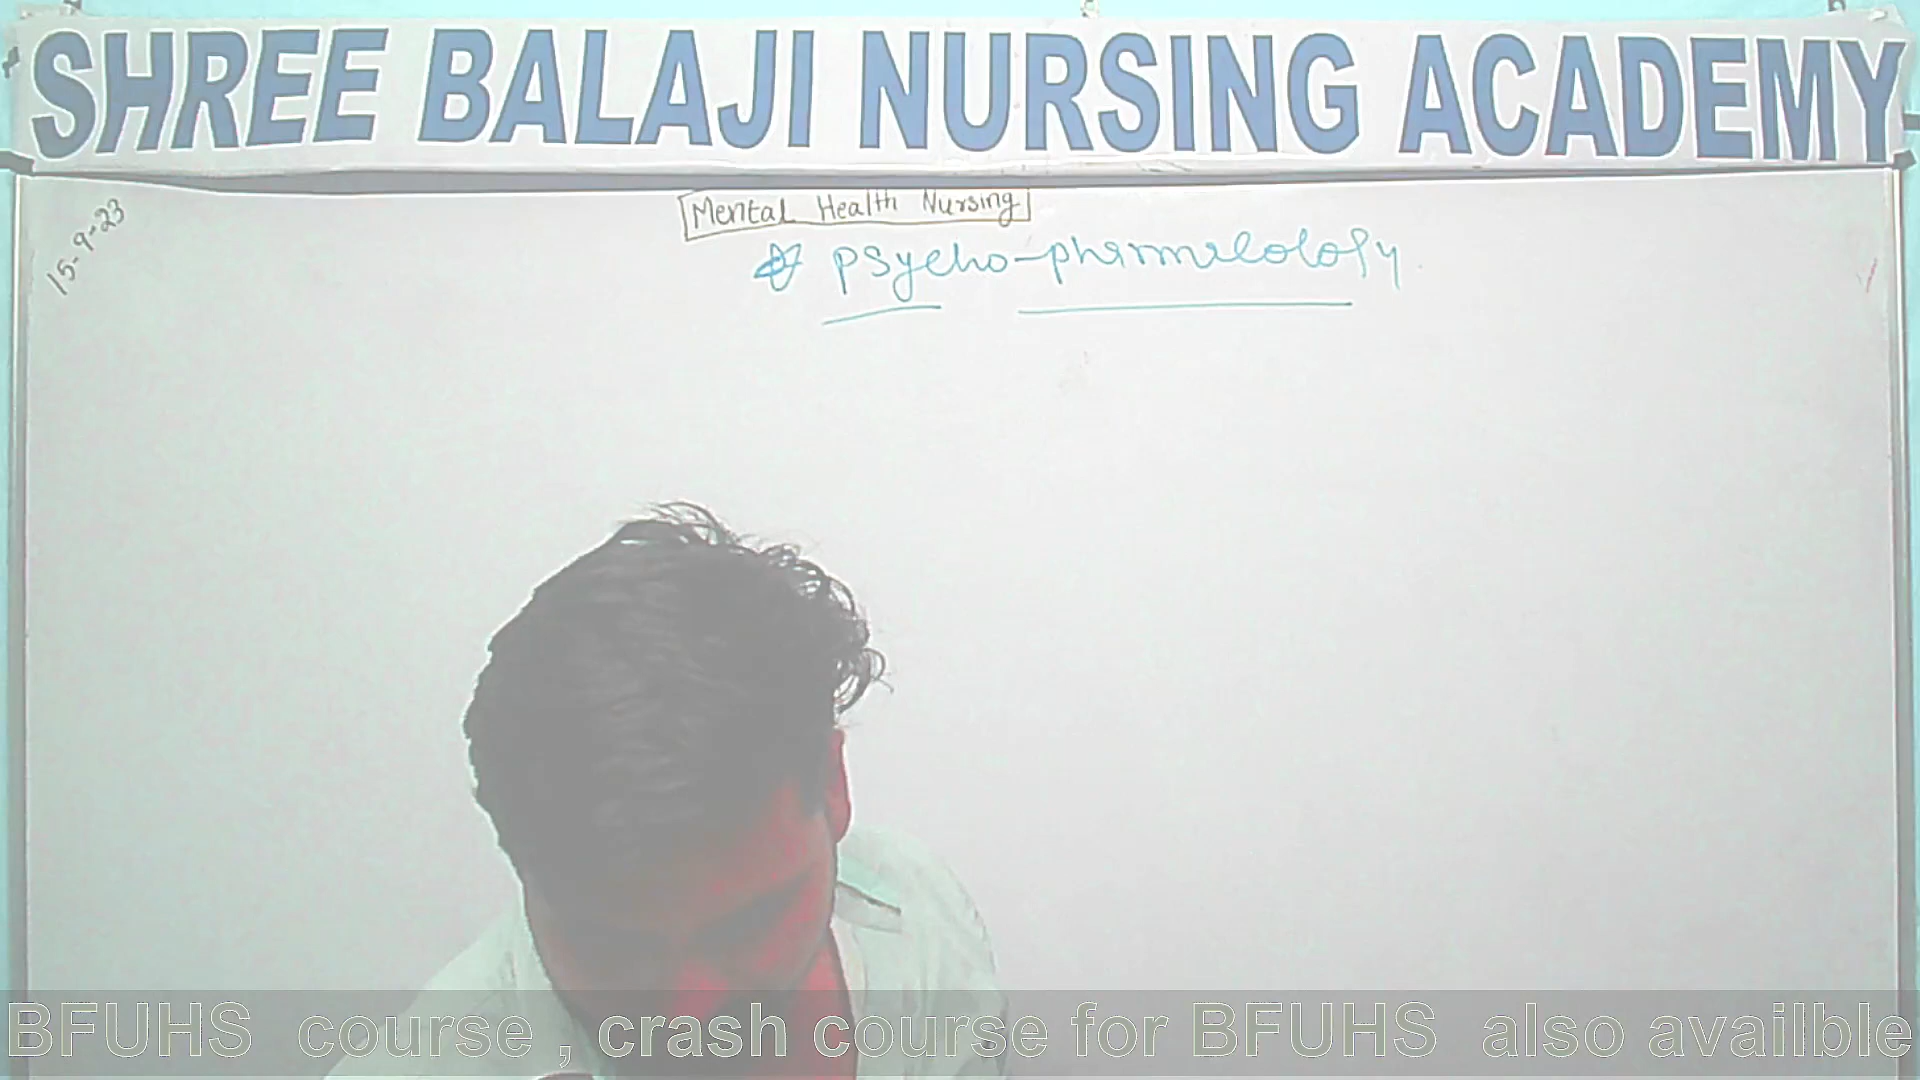 SHREE BALAJI NURSING ACADEMY
15-9-23
Mental Health Nursing
psycho-pharmacology
BFUHS course , crash course for BFUHS also availble